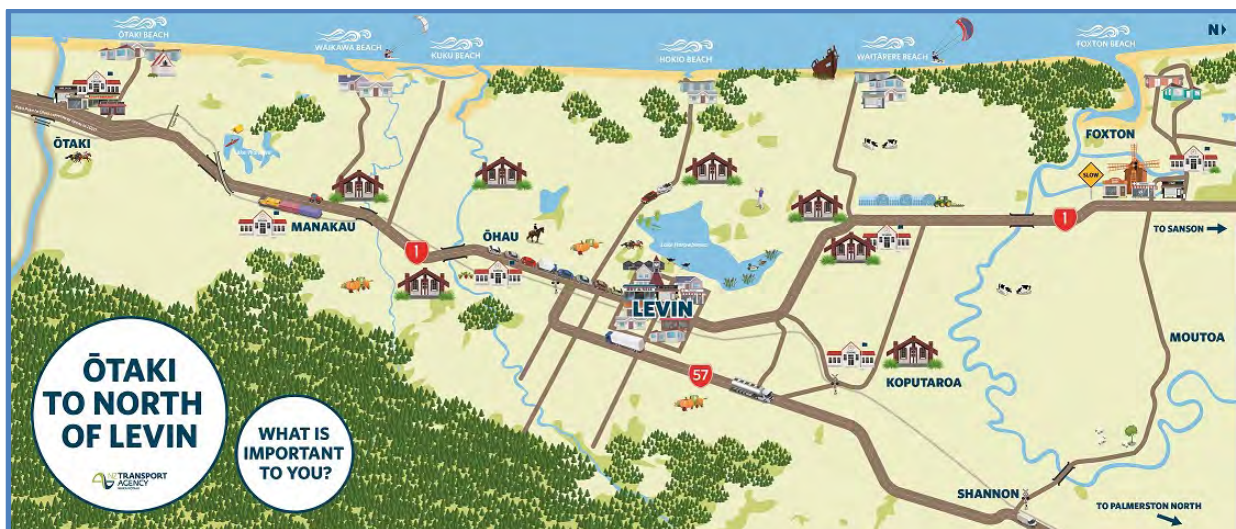 ŌTAKI BEACH
WAIKAWA BEACH
KUKU BEACH
HOKIO BEACH
WAITĀRERE BEACH
FOXTON BEACH
N
ŌTAKI
FOXTON
SLOW
MANAKAU
1
ŌHAU
1
TO SANSON
LEVIN
57
KOPUTAROA
MOUTOA
SHANNON
TO PALMERSTON NORTH
ŌTAKI
TO NORTH
OF LEVIN
NZ TRANSPORT
AGENCY
WHAT IS
IMPORTANT
TO YOU?